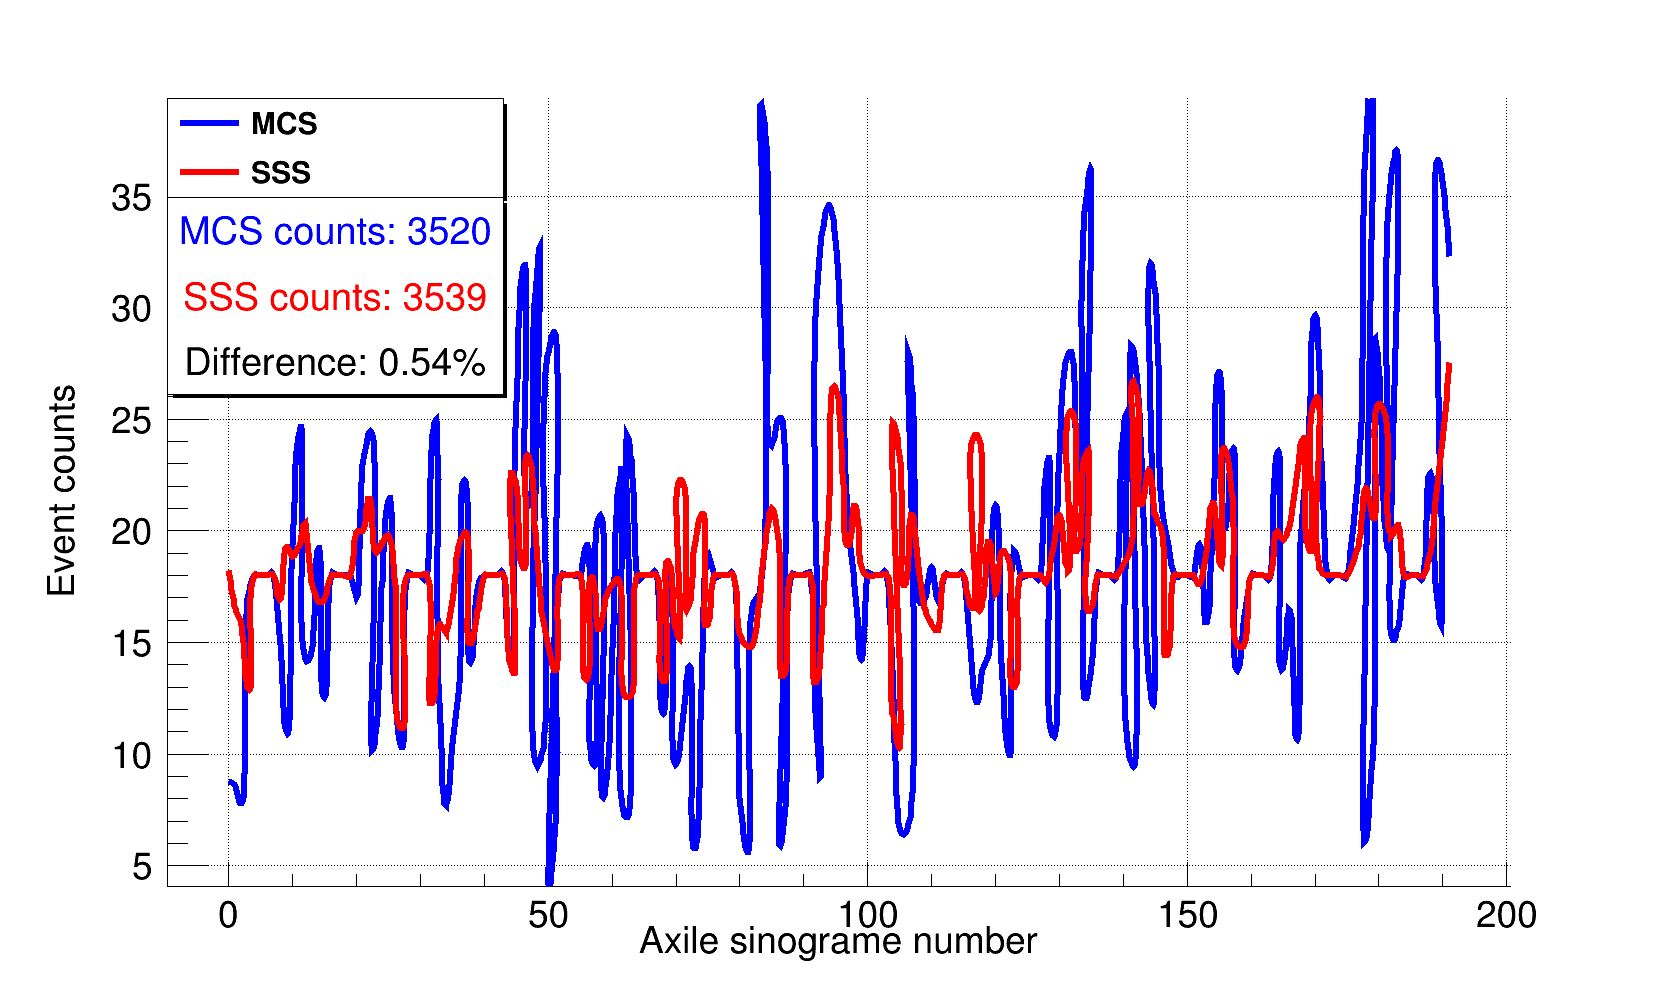 MCS
SSS
MCS counts: 3520
SSS counts: 3539
Difference: 0.54%
Event counts
35
30
25
20
15
10
5
0 50 100 150 200
Axile sinograme number